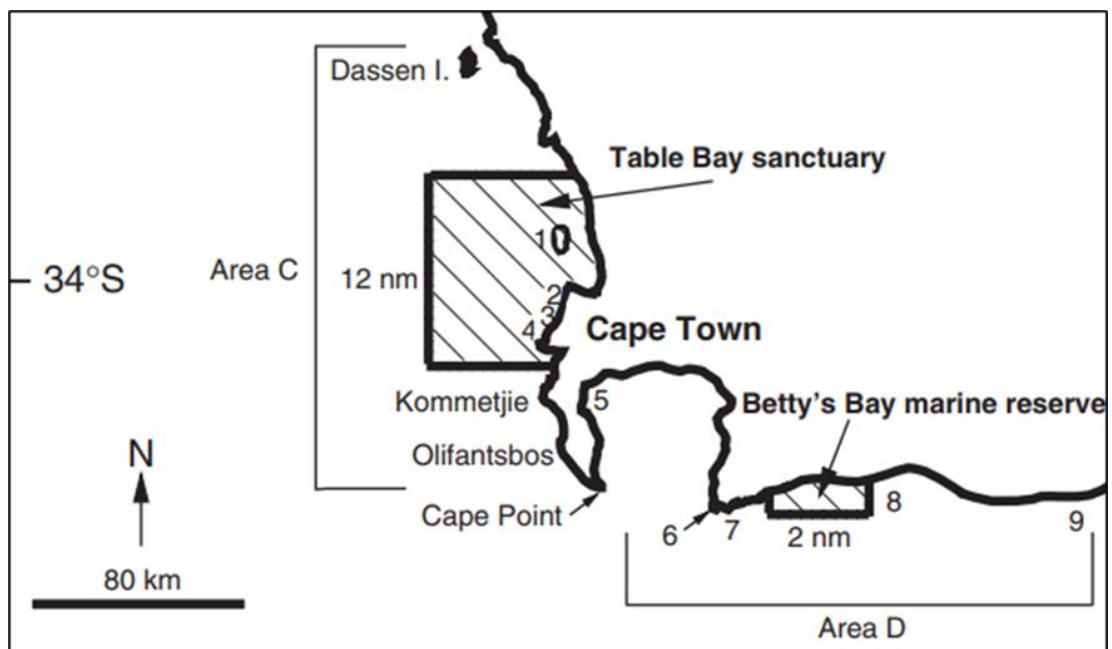 Dassen I.
Table Bay sanctuary
1
Area C
12 nm
34°S
2
3
4
Cape Town
Kommetjie
5
Betty's Bay marine reserve
Olifantsbos
N
Cape Point
6
7
2 nm
8
9
80 km
Area D